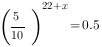 (5/10)^(22+x) = 0.5